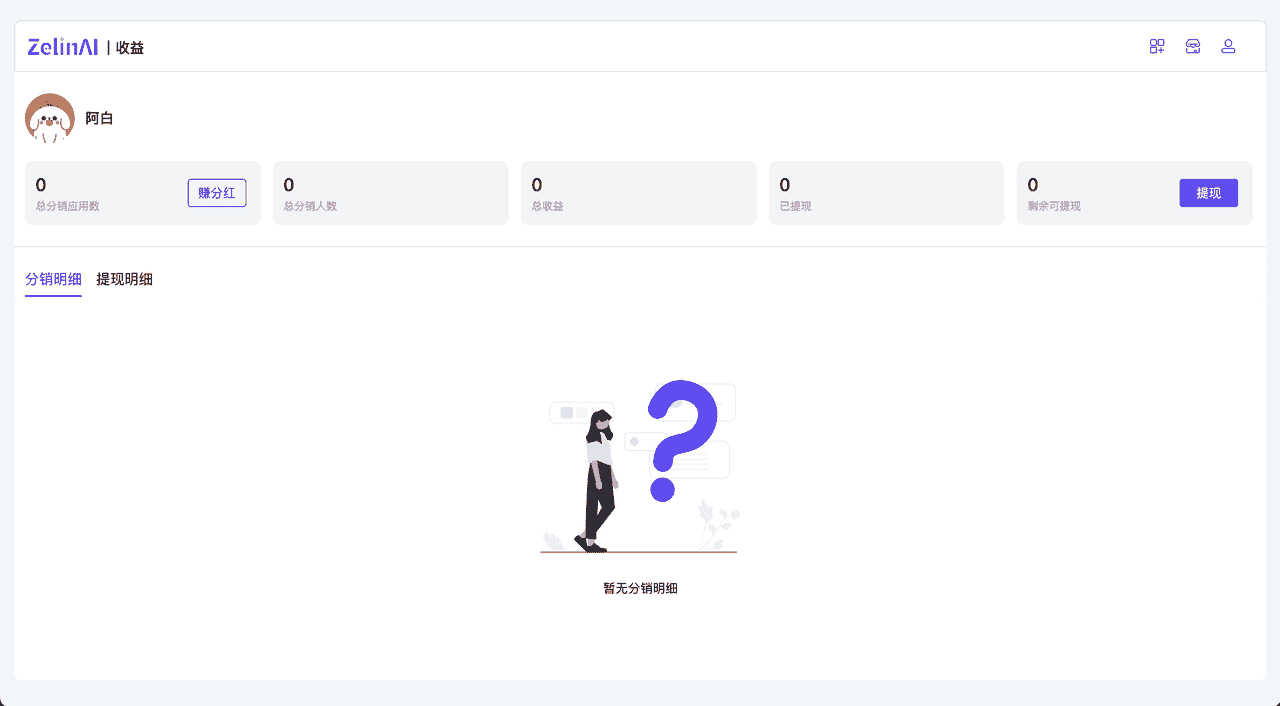 ZelinAI | 收益
阿白
0
总分销应用数
赚分红
0
总分销人数
0
总收益
0
已提现
0
剩余可提现
提现
分销明细 提现明细
暂无分销明细